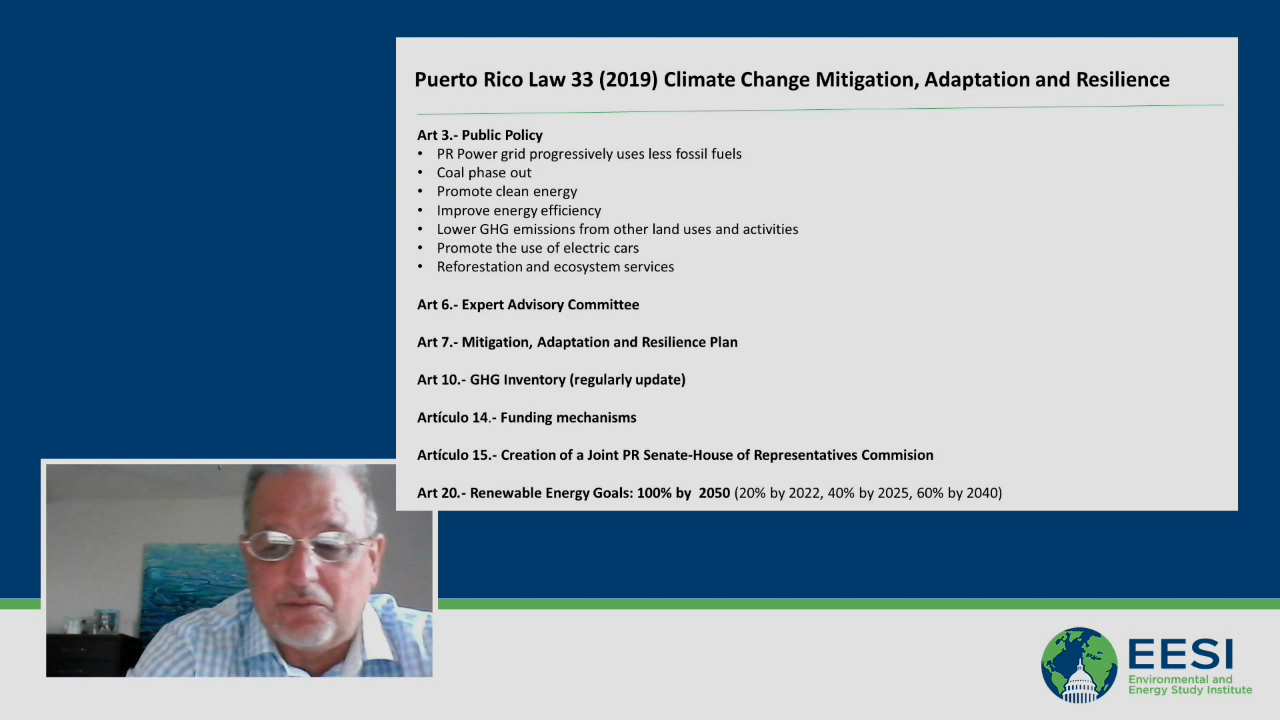 Puerto Rico Law 33 (2019) Climate Change Mitigation, Adaptation and Resilience
Art 3.- Public Policy
• PR Power grid progressively uses less fossil fuels
• Coal phase out
• Promote clean energy
• Improve energy efficiency
• Lower GHG emissions from other land uses and activities
• Promote the use of electric cars
• Reforestation and ecosystem services
Art 6.- Expert Advisory Committee
Art 7.- Mitigation, Adaptation and Resilience Plan
Art 10.- GHG Inventory (regularly update)
Artículo 14.- Funding mechanisms
Artículo 15.- Creation of a Joint PR Senate-House of Representatives Commision
Art 20.- Renewable Energy Goals: 100% by 2050 (20% by 2022, 40% by 2025, 60% by 2040)
EESI
Environmental and
Energy Study Institute